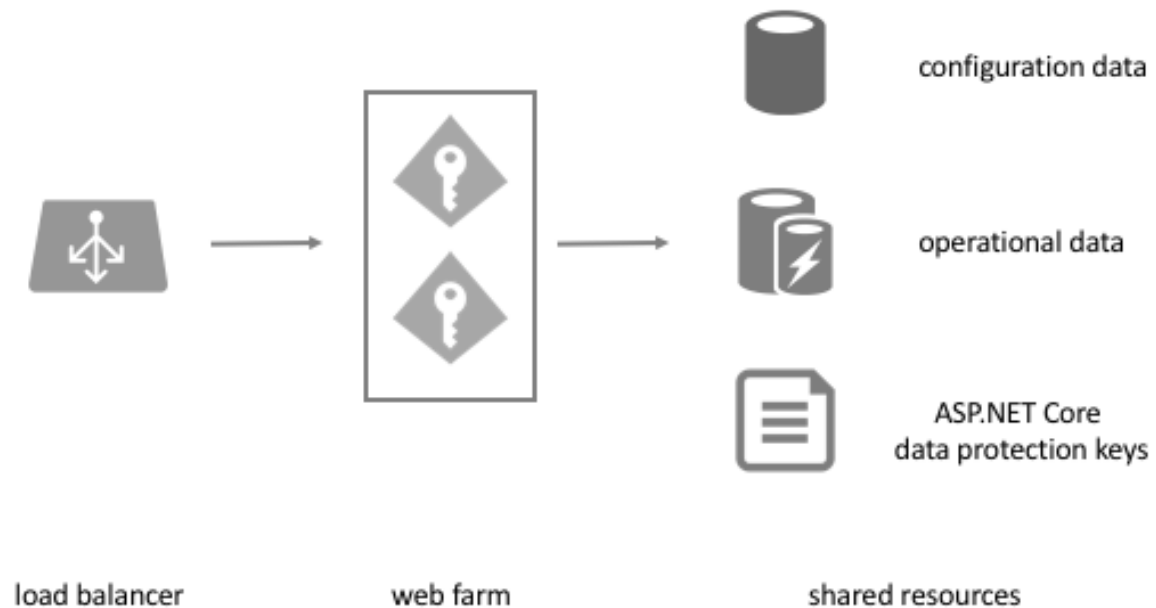 configuration data
operational data
ASP.NET Core
data protection keys
load balancer
web farm
shared resources